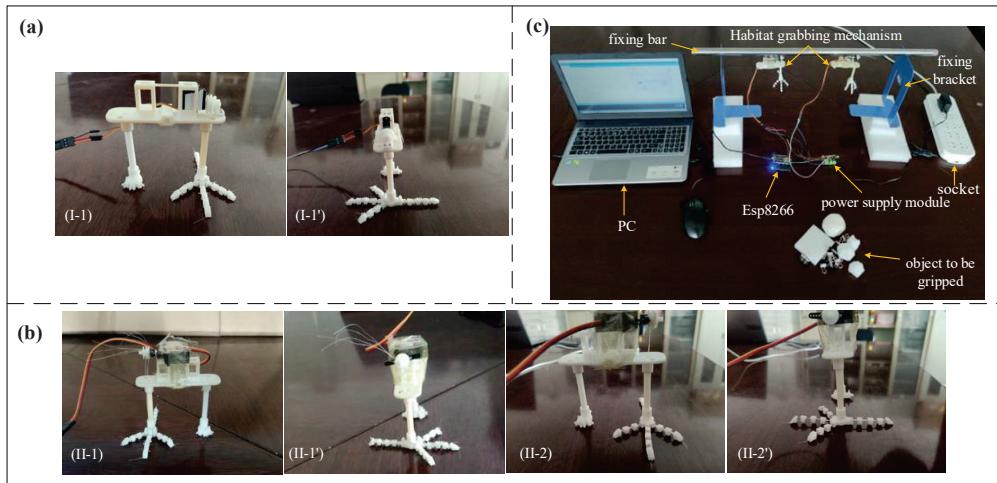 (a)
(I-1)
(I-1')
(c)
Habitat grabbing mechanism
fixing bar
fixing
bracket
socket
power supply module
Esp8266
PC
object to be
gripped
(b)
(II-1)
(II-1')
(II-2)
(II-2')